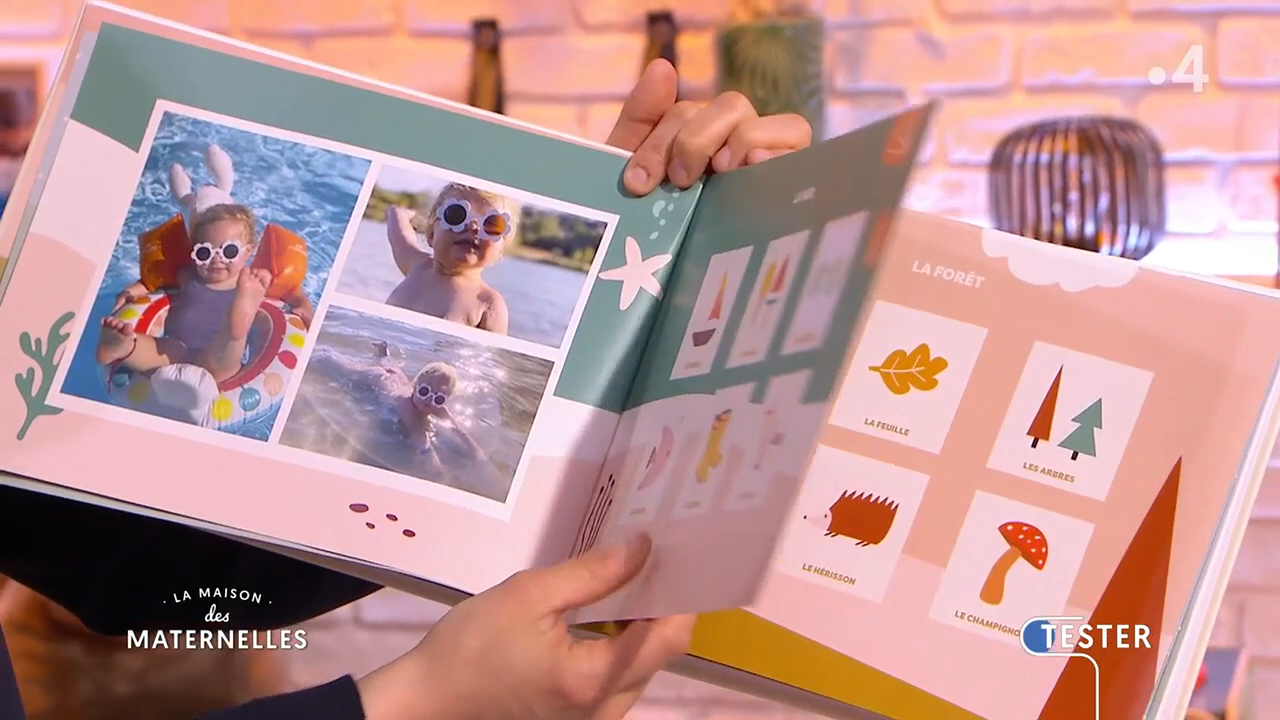 4
LA FORÊT
LA FEUILLE
LES ARBRES
LE HÉRISSON
LE CHAMPIGNO
· LA MAISON ·
des
MATERNELLES
TESTER